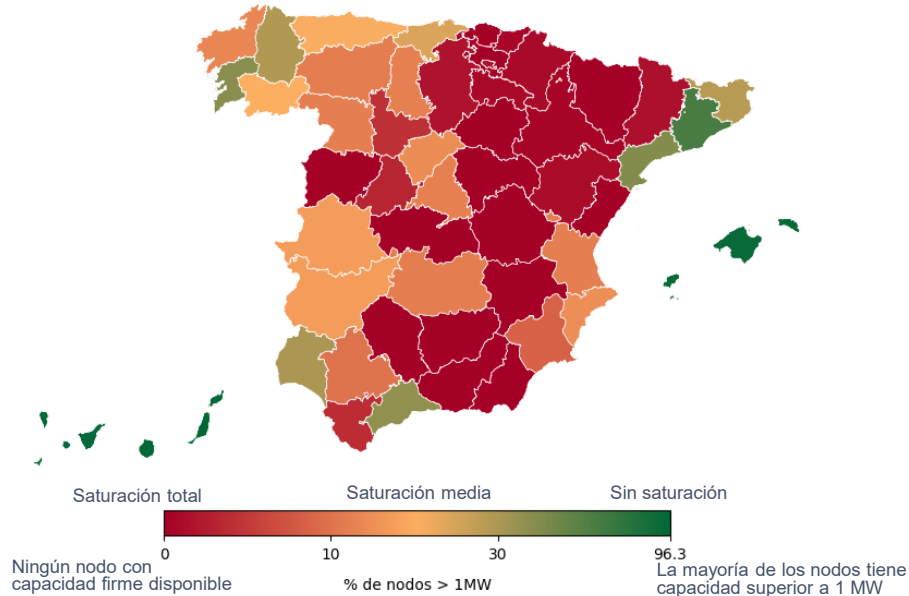 Saturación total
Saturación media
Sin saturación
0
10
30
96.3
Ningún nodo con
capacidad firme disponible
% de nodos > 1MW
La mayoría de los nodos tiene
capacidad superior a 1 MW